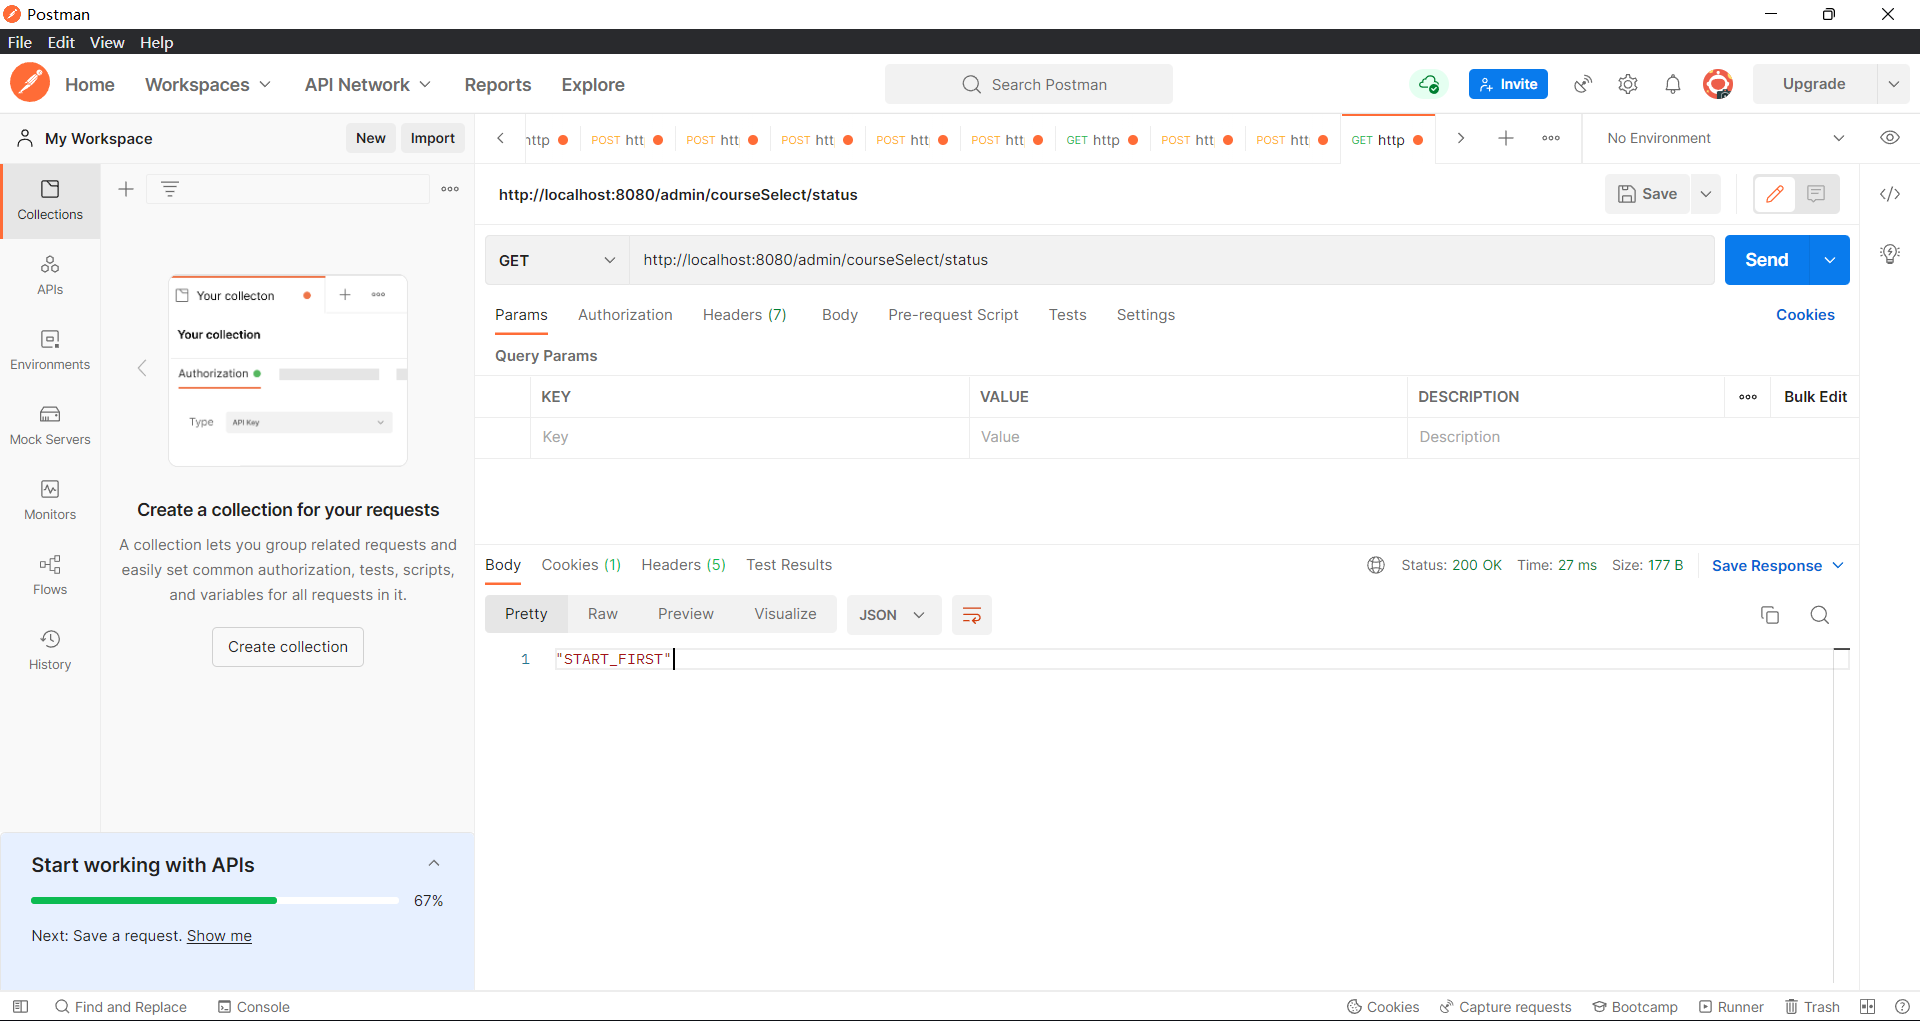 Postman
File Edit View Help
Home Workspaces API Network Reports Explore Search Postman Invite Upgrade
My Workspace New Import
http POST htt POST htt POST htt POST htt POST htt GET http POST htt POST htt GET http No Environment
Collections
APIs
Environments
Mock Servers
Monitors
Flows
History
Your collecton
Your collection
Authorization
Type API Key
Create a collection for your requests
A collection lets you group related requests and
easily set common authorization, tests, scripts,
and variables for all requests in it.
Create collection
Start working with APIs
67%
Next: Save a request. Show me
http://localhost:8080/admin/courseSelect/status Save
GET http://localhost:8080/admin/courseSelect/status Send
Params Authorization Headers (7) Body Pre-request Script Tests Settings Cookies
Query Params
KEY VALUE DESCRIPTION Bulk Edit
Key Value Description
Body Cookies (1) Headers (5) Test Results Status: 200 OK Time: 27 ms Size: 177 B Save Response
Pretty Raw Preview Visualize JSON
1 "START_FIRST"
Find and Replace Console Cookies Capture requests Bootcamp Runner Trash